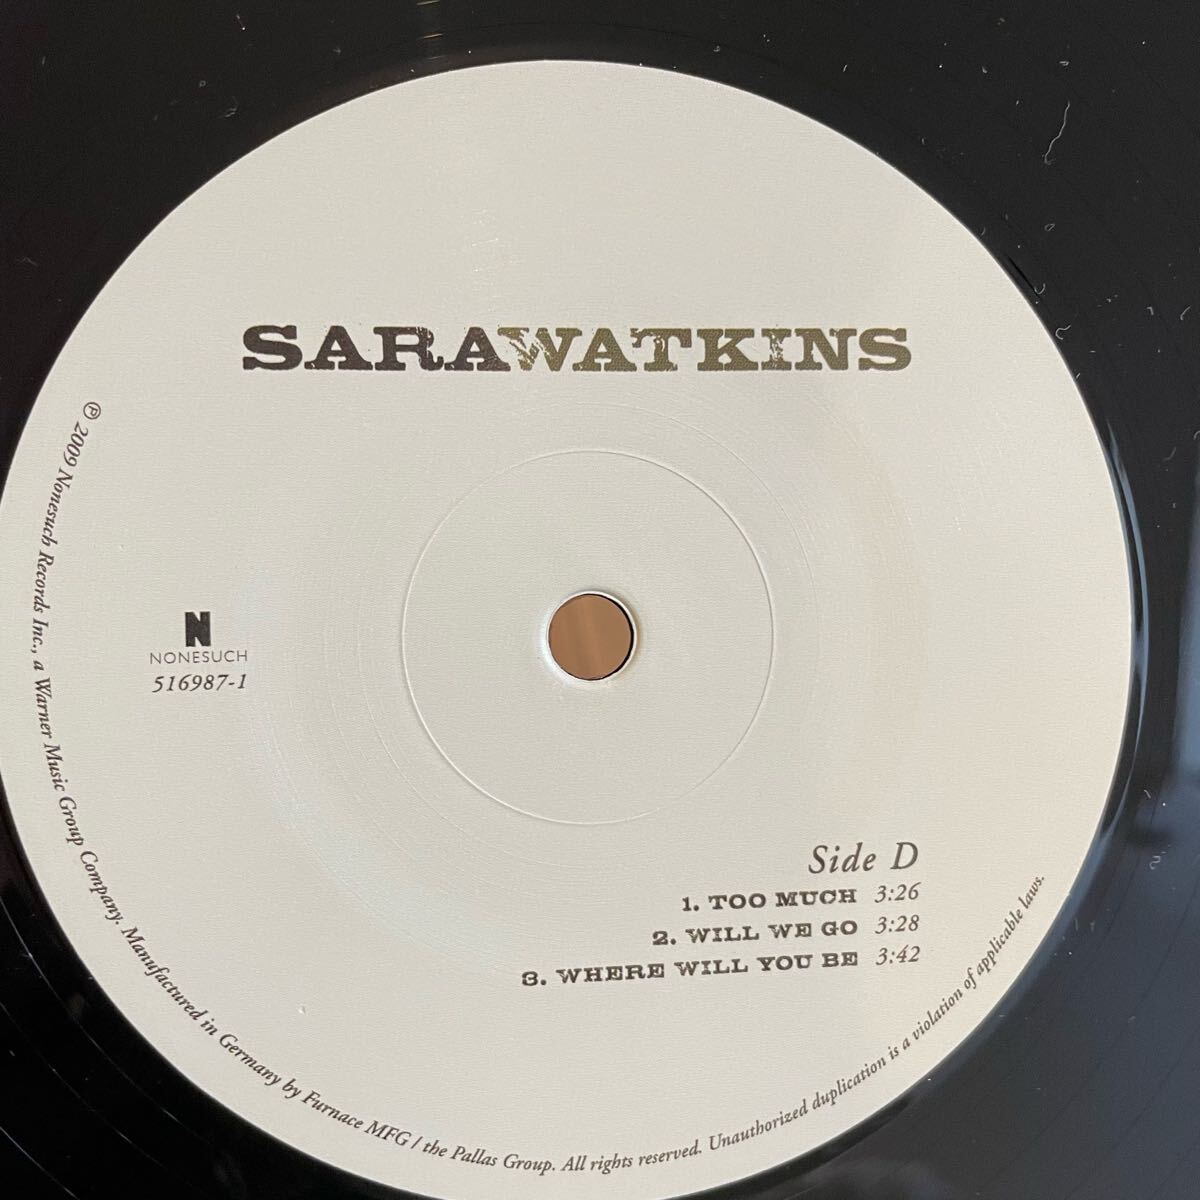 SARAWATKINS
N
NONESUCH
516987-1
Side D
1. TOO MUCH 3:26
2. WILL WE GO 3:28
3. WHERE WILL YOU BE 3:42
℗ 2009 Nonesuch Records Inc., a Warner Music Group Company. Manufactured in Germany by Furnace MFG / the Pallas Group. All rights reserved. Unauthorized duplication is a violation of applicable laws.